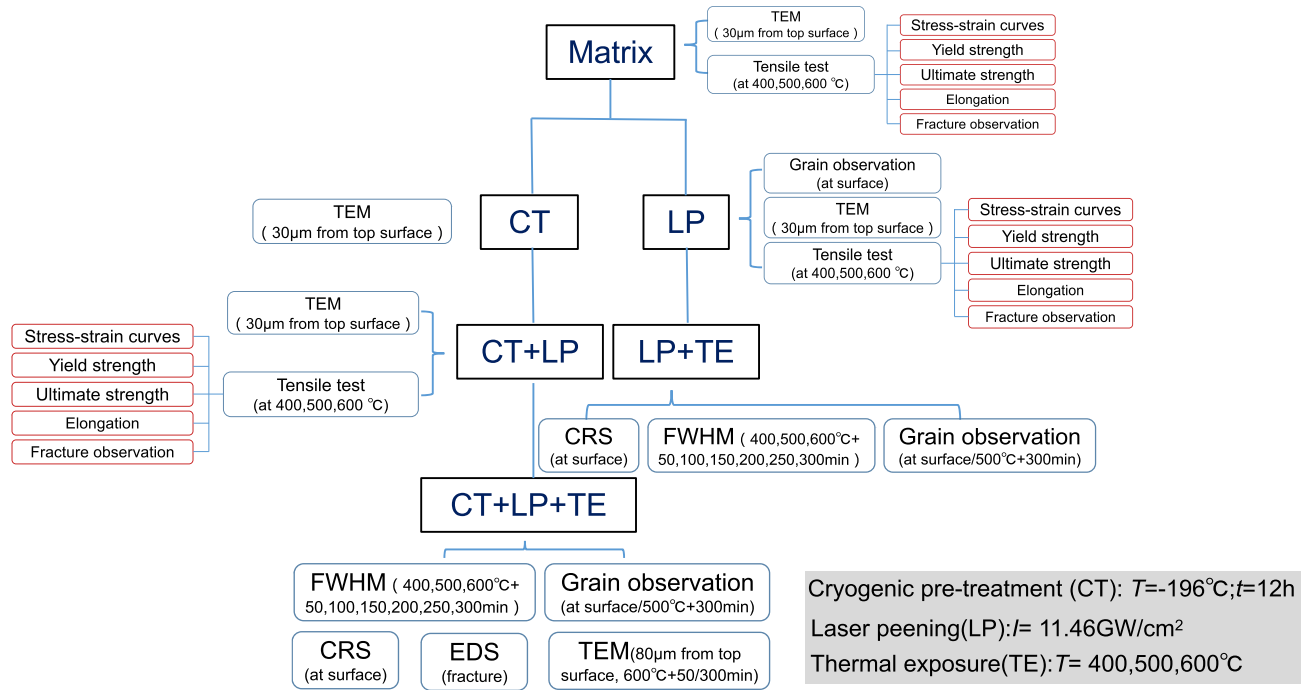 Matrix
TEM
( 30μm from top surface )
Tensile test
(at 400,500,600 ℃)
Stress-strain curves
Yield strength
Ultimate strength
Elongation
Fracture observation
CT
TEM
( 30μm from top surface )
LP
Grain observation
(at surface)
TEM
( 30μm from top surface )
Tensile test
(at 400,500,600 ℃)
Stress-strain curves
Yield strength
Ultimate strength
Elongation
Fracture observation
CT+LP
TEM
( 30μm from top surface )
Tensile test
(at 400,500,600 ℃)
Stress-strain curves
Yield strength
Ultimate strength
Elongation
Fracture observation
LP+TE
CRS
(at surface)
FWHM ( 400,500,600℃+
50,100,150,200,250,300min )
Grain observation
(at surface/500℃+300min)
CT+LP+TE
FWHM ( 400,500,600℃+
50,100,150,200,250,300min )
Grain observation
(at surface/500℃+300min)
CRS
(at surface)
EDS
(fracture)
TEM(80μm from top
surface, 600℃+50/300min)
Cryogenic pre-treatment (CT): T=-196℃;t=12h
Laser peening(LP):I= 11.46GW/cm²
Thermal exposure(TE):T= 400,500,600℃